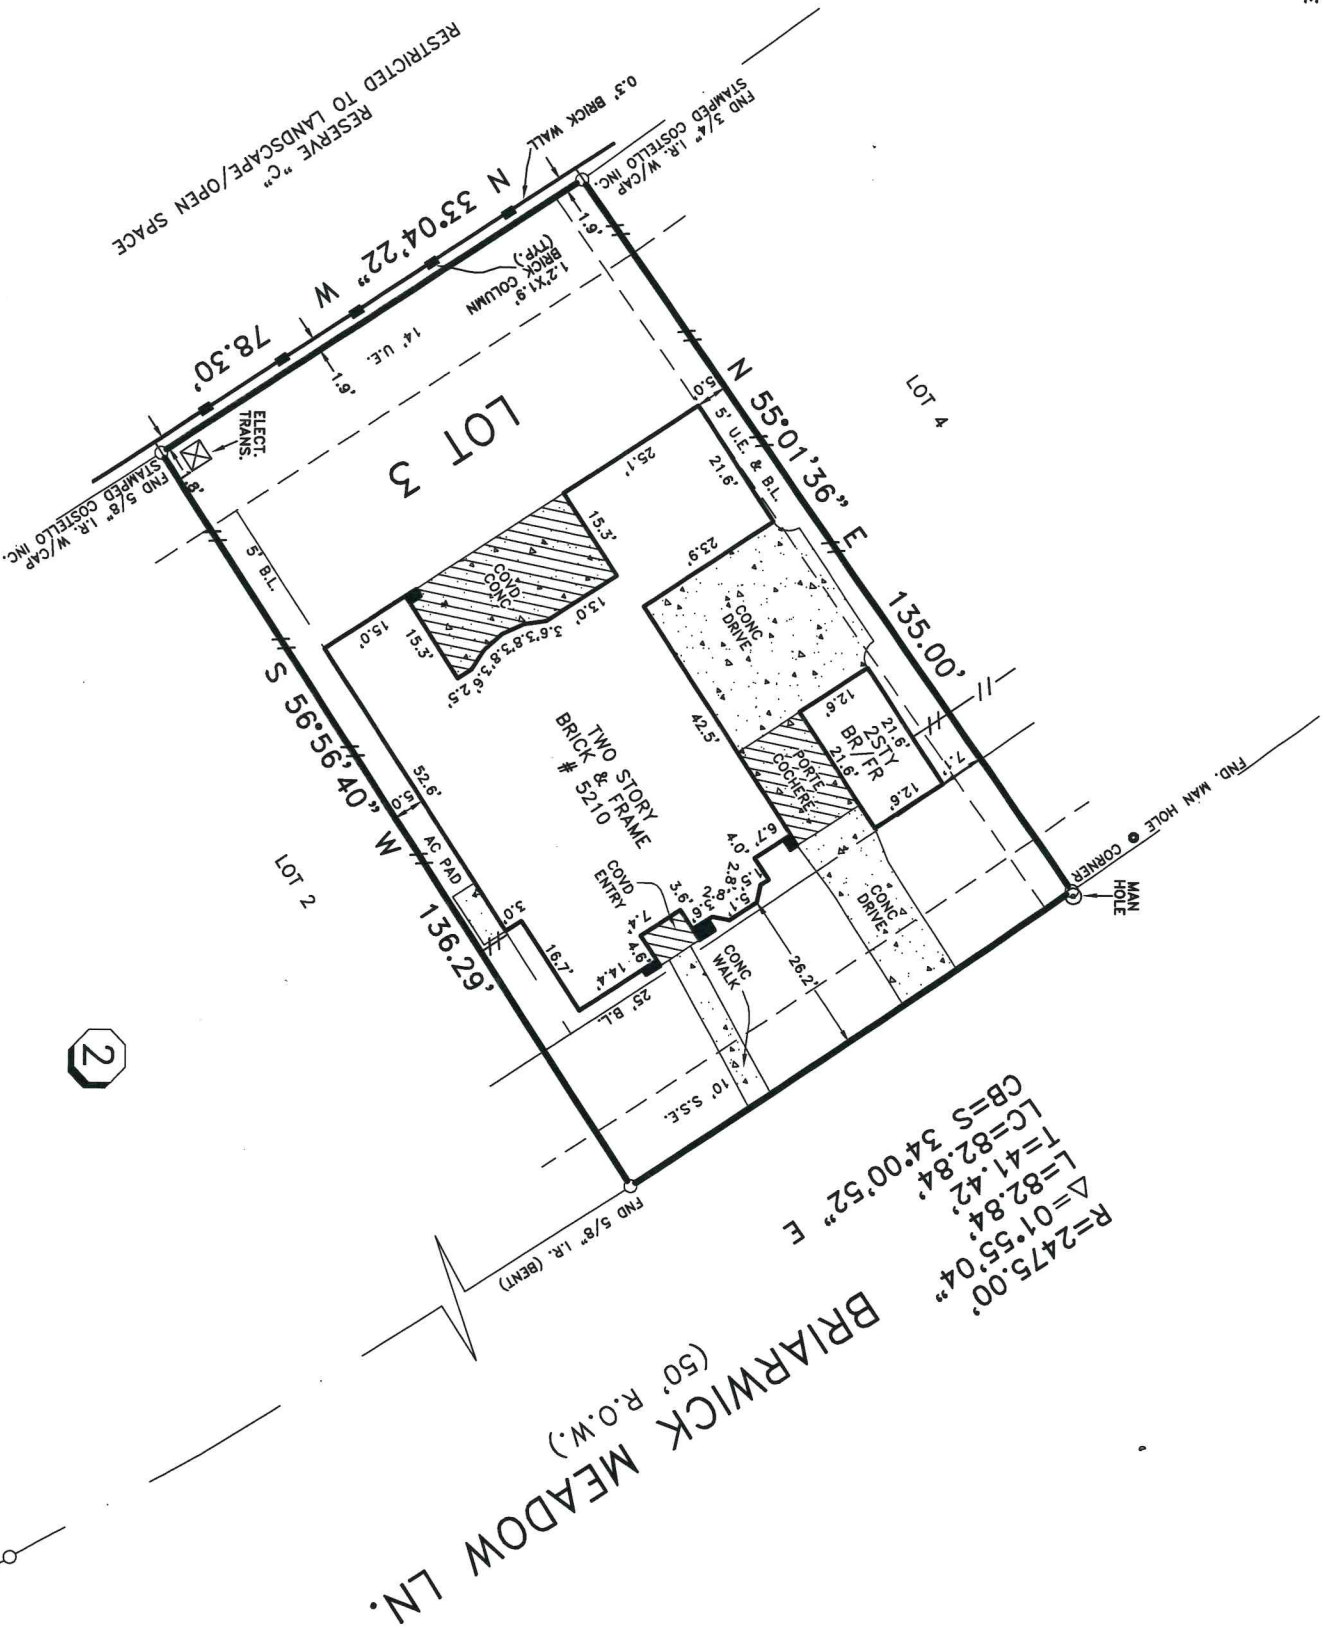 RESERVE "C"
RESTRICTED TO LANDSCAPE/OPEN SPACE
0.3' BRICK WALL
FND 3/4" I.R. W/CAP
STAMPED COSTELLO INC.
N 33°04'22" W 78.30'
1.2'X1.9'
BRICK COLUMN
(TYP.)
1.9'
1.9'
14' U.E.
ELECT.
TRANS.
FND 5/8" I.R. W/CAP
STAMPED COSTELLO INC.
LOT 3
LOT 4
N 55°01'36" E 135.00'
5.0'
5' U.E. & B.L.
21.6'
25.1'
15.3'
23.9'
COVD
CONC
13.0'
3.6'
3.8'
3.8'
3.6'
2.5'
15.3'
15.0'
5' B.L.
CONC
DRIVE
42.5'
12.6'
21.6'
2STY
BR/FR
21.6'
12.6'
7.1'
PORTE
COCHERE
6.7'
4.0'
1.5'
2.8'
5.1'
2.8'
3.6'
3.6'
7.4'
4.6'
14.4'
TWO STORY
BRICK & FRAME
# 5210
COVD
ENTRY
CONC
WALK
CONC
DRIVE
26.2'
25' B.L.
10' S.S.E.
52.6'
5.0'
AC PAD
3.0'
16.7'
S 56°56'40" W 136.29'
LOT 2
2
MAN
HOLE
FND. MAN HOLE @ CORNER
FND 5/8" I.R. (BENT)
R=2475.00'
△=01°55'04"
L=82.84'
T=41.42'
LC=82.84'
CB=S 34°00'52" E
BRIARWICK MEADOW LN.
(50' R.O.W.)